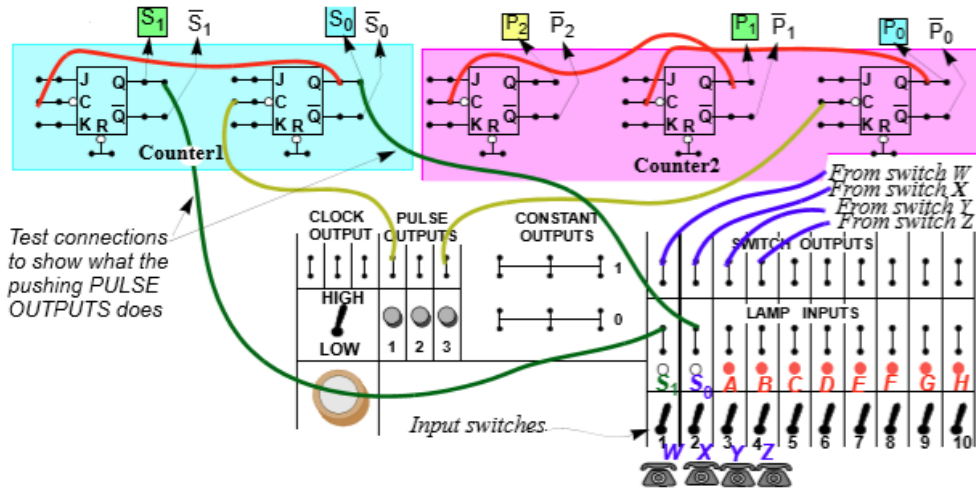 S1 S̅1 S0 S̅0 P2 P̅2 P1 P̅1 P0 P̅0
J Q J Q J Q J Q J Q
C C C C C
K R Q̅ K R Q̅ K R Q̅ K R Q̅ K R Q̅
Counter1 Counter2
From switch W
From switch X
From switch Y
From switch Z
Test connections
to show what the
pushing PULSE
OUTPUTS does
CLOCK
OUTPUT
PULSE
OUTPUTS
CONSTANT
OUTPUTS
1
0
HIGH
LOW
1 2 3
SWITCH OUTPUTS
LAMP INPUTS
S1 S0 A B C D E F G H
Input switches
1 2 3 4 5 6 7 8 9 10
W X Y Z